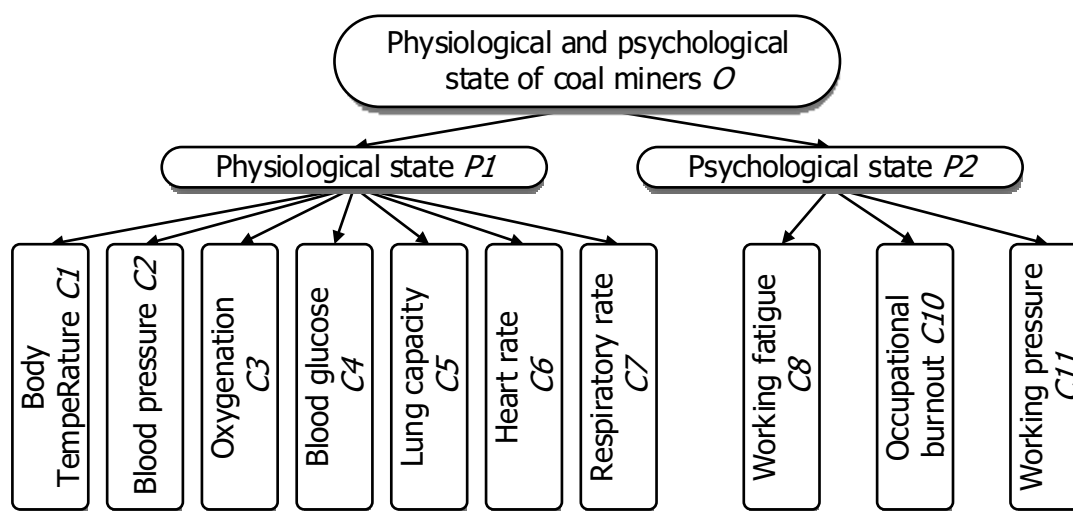 Physiological and psychological
state of coal miners O
Physiological state P1
Psychological state P2
Body
TempeRature C1
Blood pressure C2
Oxygenation
C3
Blood glucose
C4
Lung capacity
C5
Heart rate
C6
Respiratory rate
C7
Working fatigue
C8
Occupational
burnout C10
Working pressure
C11